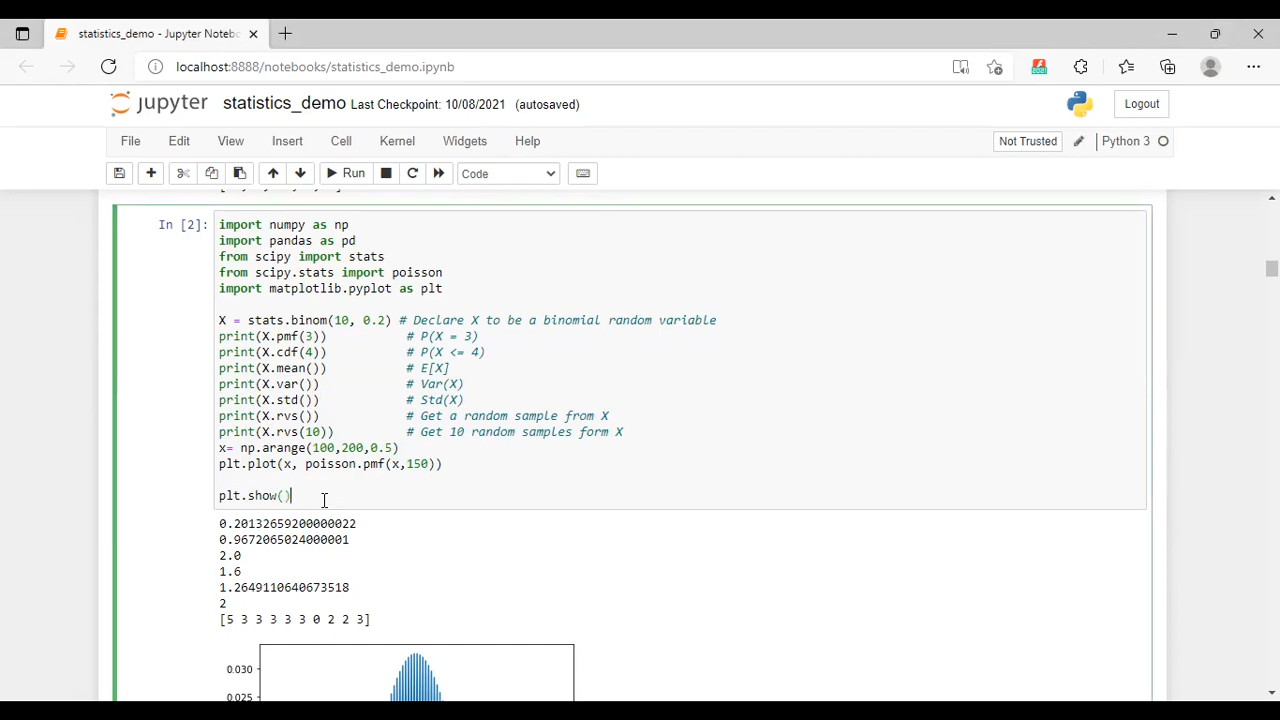 statistics_demo - Jupyter Noteb
localhost:8888/notebooks/statistics_demo.ipynb
jupyter statistics_demo Last Checkpoint: 10/08/2021 (autosaved)
Logout
File Edit View Insert Cell Kernel Widgets Help
Not Trusted Python 3
Run Code
In [2]:
import numpy as np
import pandas as pd
from scipy import stats
from scipy.stats import poisson
import matplotlib.pyplot as plt
X = stats.binom(10, 0.2) # Declare X to be a binomial random variable
print(X.pmf(3)) # P(X = 3)
print(X.cdf(4)) # P(X <= 4)
print(X.mean()) # E[X]
print(X.var()) # Var(X)
print(X.std()) # Std(X)
print(X.rvs()) # Get a random sample from X
print(X.rvs(10)) # Get 10 random samples form X
x= np.arange(100,200,0.5)
plt.plot(x, poisson.pmf(x,150))
plt.show()
0.20132659200000022
0.9672065024000001
2.0
1.6
1.2649110640673518
2
[5 3 3 3 3 3 0 2 2 3]
0.030
0.025